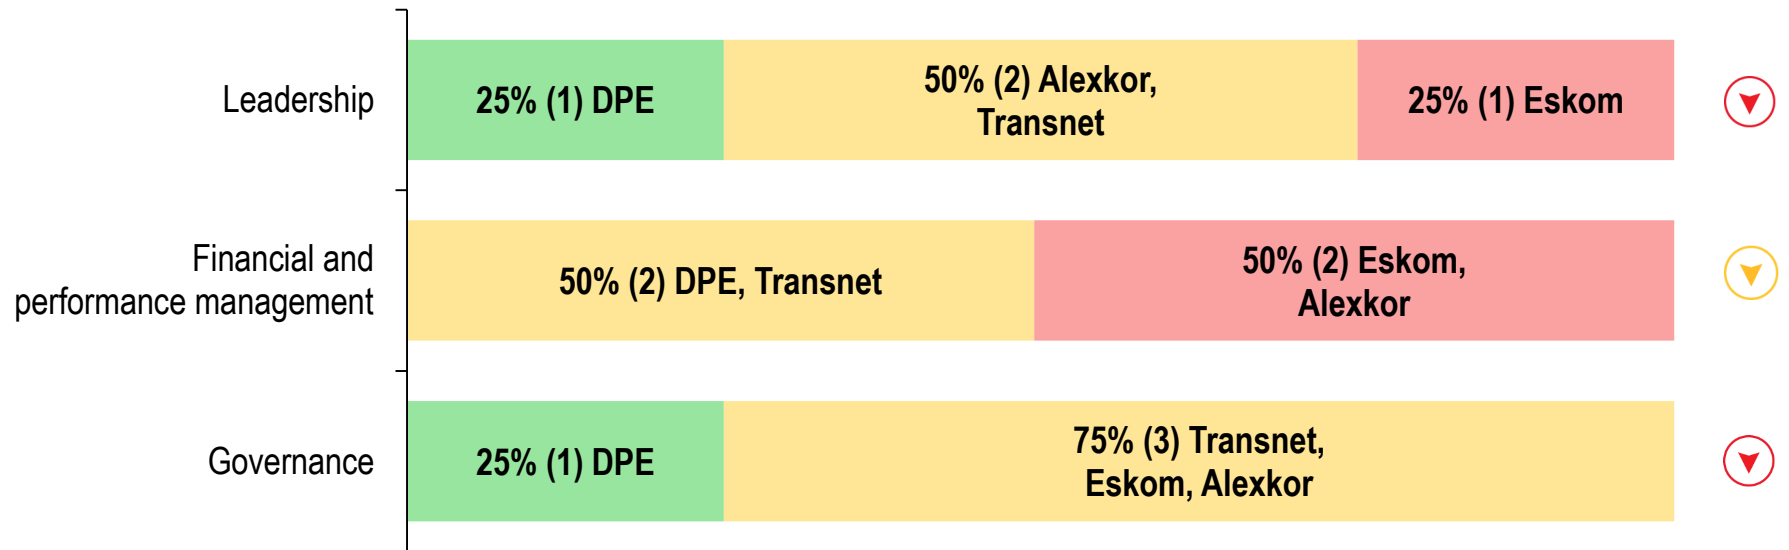 Leadership
25% (1) DPE
50% (2) Alexkor,
Transnet
25% (1) Eskom
Financial and
performance management
50% (2) DPE, Transnet
50% (2) Eskom,
Alexkor
Governance
25% (1) DPE
75% (3) Transnet,
Eskom, Alexkor